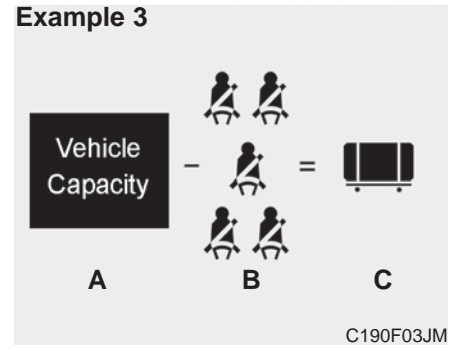 Example 3
Vehicle
Capacity
- =
A B C
C190F03JM